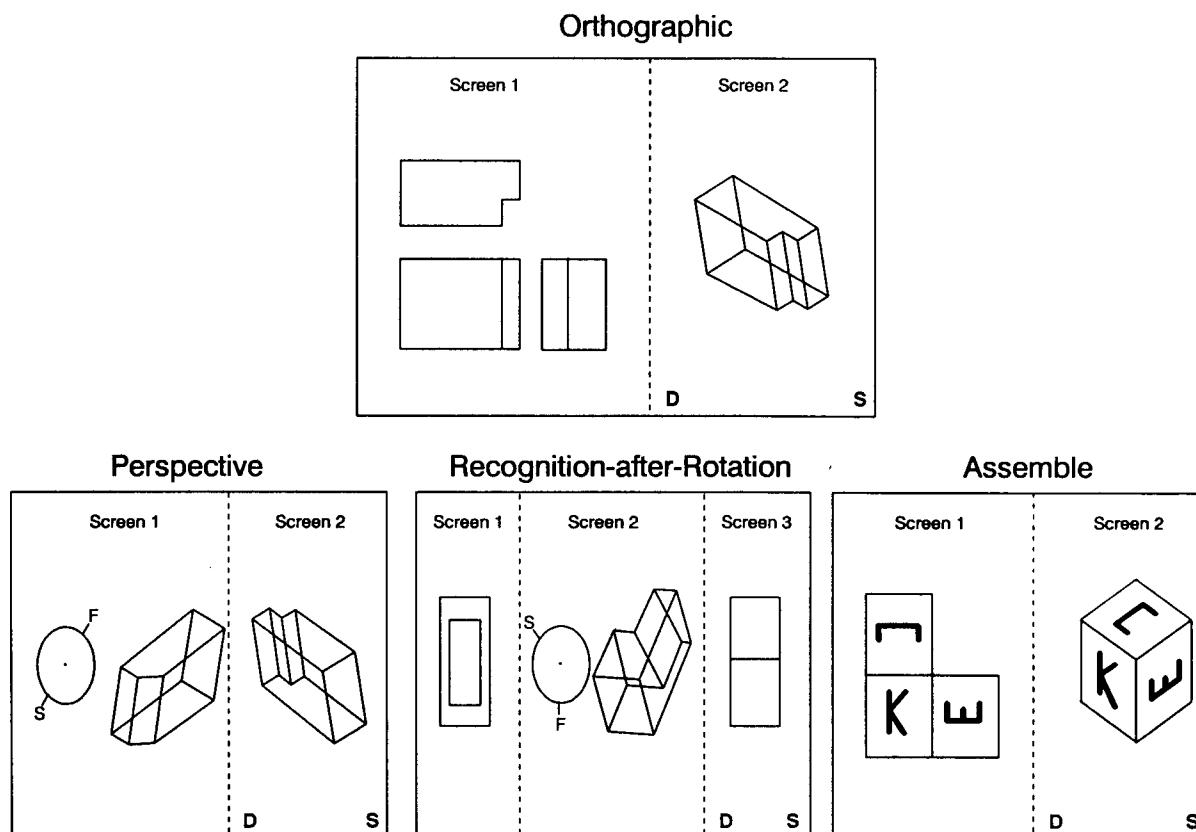 Orthographic
Screen 1
Screen 2
D
S
Perspective
Recognition-after-Rotation
Assemble
Screen 1
Screen 2
F
S
D
S
Screen 1
Screen 2
Screen 3
S
F
D
S
Screen 1
Screen 2
K
E
K
E
D
S